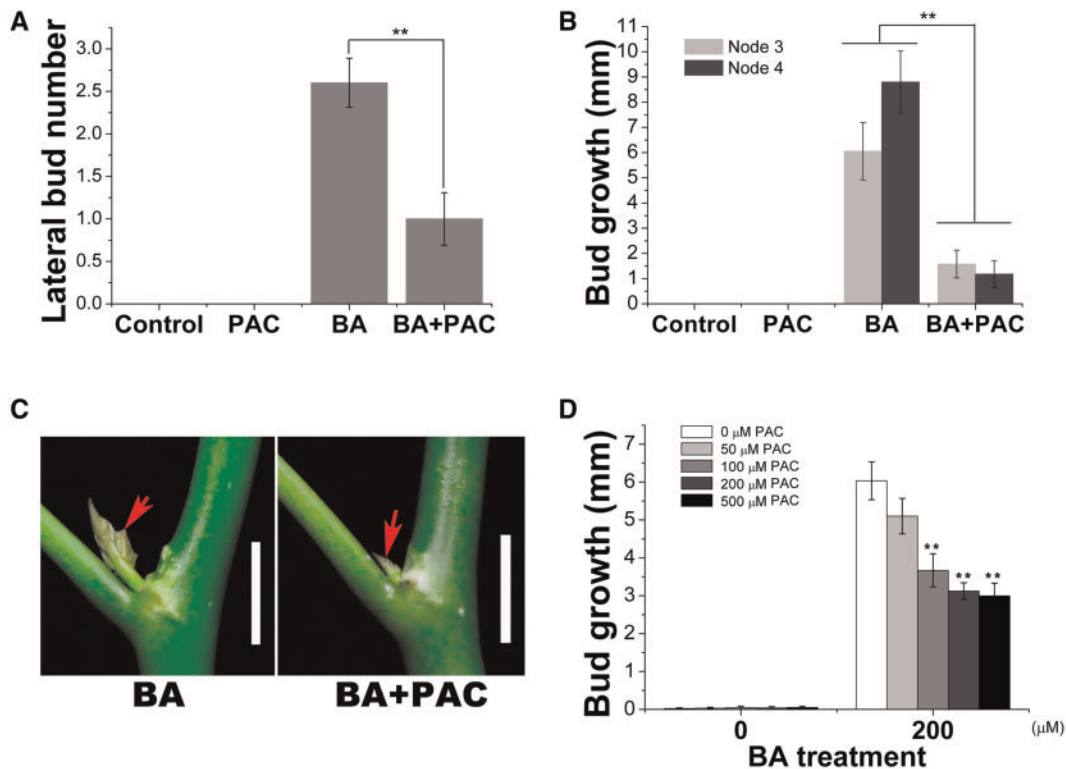 A
Lateral bud number
3.0
2.5
2.0
1.5
1.0
0.5
0.0
**
Control PAC BA BA+PAC
B
Bud growth (mm)
11
10
9
8
7
6
5
4
3
2
1
0
Node 3
Node 4
**
Control PAC BA BA+PAC
C
BA
BA+PAC
D
Bud growth (mm)
7
6
5
4
3
2
1
0
0 μM PAC
50 μM PAC
100 μM PAC
200 μM PAC
500 μM PAC
**
** **
0 200 (μM)
BA treatment